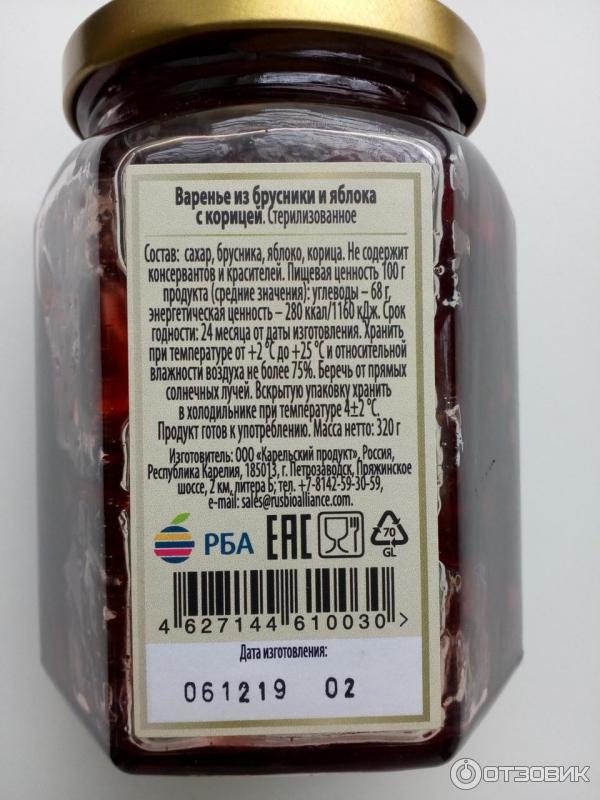 Варенье из брусники и яблока
с корицей. Стерилизованное
Состав: сахар, брусника, яблоко, корица. Не содержит
консервантов и красителей. Пищевая ценность 100 г
продукта (средние значения): углеводы – 68 г,
энергетическая ценность – 280 ккал/1160 кДж. Срок
годности: 24 месяца от даты изготовления. Хранить
при температуре от +2 °С до +25 °С и относительной
влажности воздуха не более 75%. Беречь от прямых
солнечных лучей. Вскрытую упаковку хранить
в холодильнике при температуре 4±2 °С.
Продукт готов к употреблению. Масса нетто: 320 г
Изготовитель: ООО «Карельский продукт», Россия,
Республика Карелия, 185013, г. Петрозаводск, Пряжинское
шоссе, 2 км, литера Б; тел. +7-8142-59-30-59,
e-mail: sales@rusbioalliance.com.
РБА EAC 70
GL
4 627144 610030 >
Дата изготовления:
061219 02
ОТЗОВИК